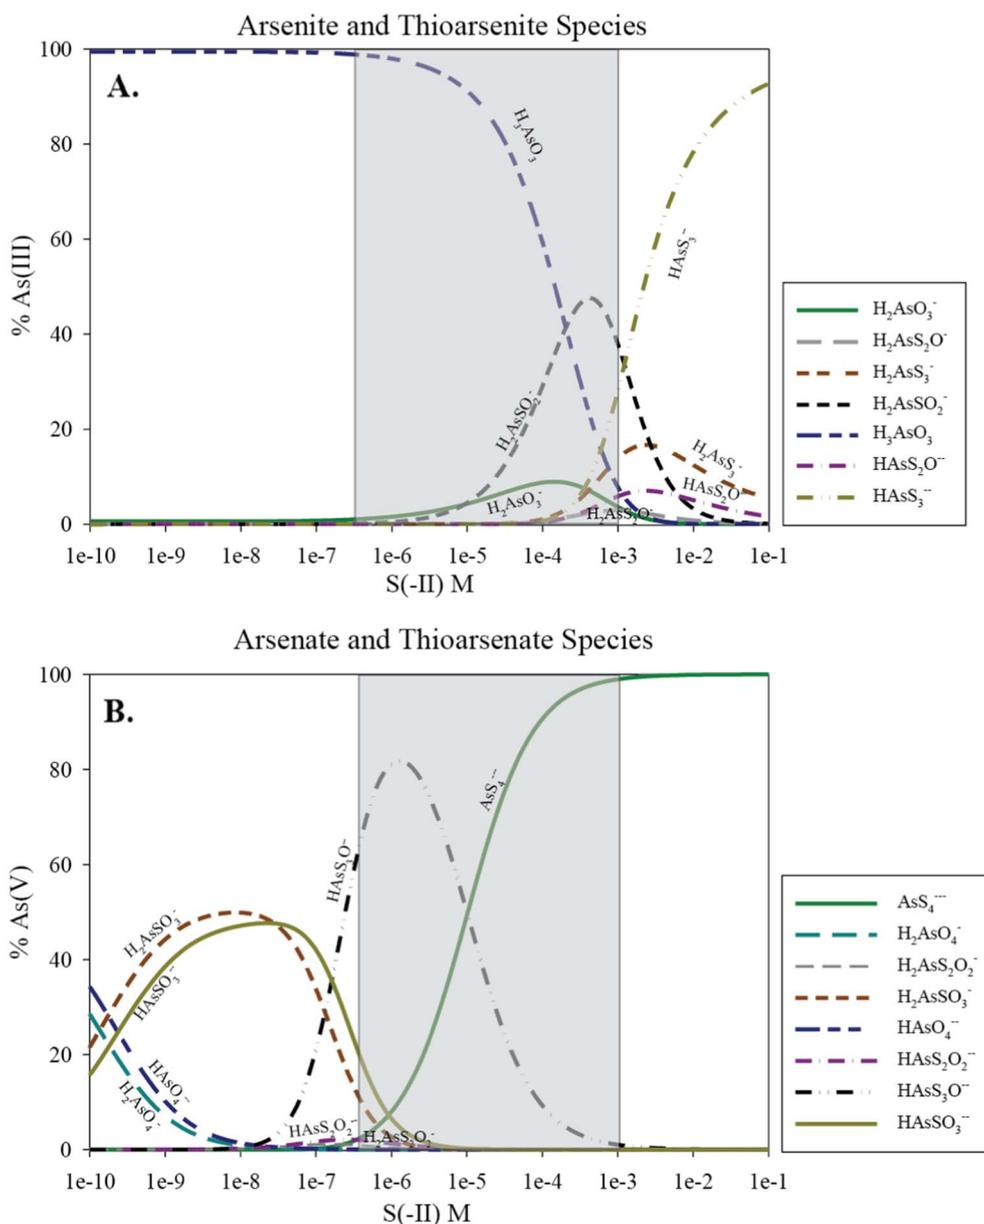 Arsenite and Thioarsenite Species
A.
% As(III)
100
80
60
40
20
0
H₃AsO₃
H₂AsSO₂⁻
H₂AsO₃⁻
H₂AsS₂O⁻
HAsS₃⁻⁻
H₂AsS₃⁻
HAsS₂O⁻⁻
1e-10 1e-9 1e-8 1e-7 1e-6 1e-5 1e-4 1e-3 1e-2 1e-1
S(-II) M
H₂AsO₃⁻
H₂AsS₂O⁻
H₂AsS₃⁻
H₂AsSO₂⁻
H₃AsO₃
HAsS₂O⁻⁻
HAsS₃⁻⁻
Arsenate and Thioarsenate Species
B.
% As(V)
100
80
60
40
20
0
H₂AsSO₃⁻
HAsSO₃⁻⁻
HAsO₄⁻⁻
H₂AsO₄⁻
HAsS₃O⁻⁻
HAsS₂O₂⁻⁻
H₂AsS₂O₂⁻
AsS₄⁻⁻⁻
1e-10 1e-9 1e-8 1e-7 1e-6 1e-5 1e-4 1e-3 1e-2 1e-1
S(-II) M
AsS₄⁻⁻⁻
H₂AsO₄⁻
H₂AsS₂O₂⁻
H₂AsSO₃⁻
HAsO₄⁻⁻
HAsS₂O₂⁻⁻
HAsS₃O⁻⁻
HAsSO₃⁻⁻